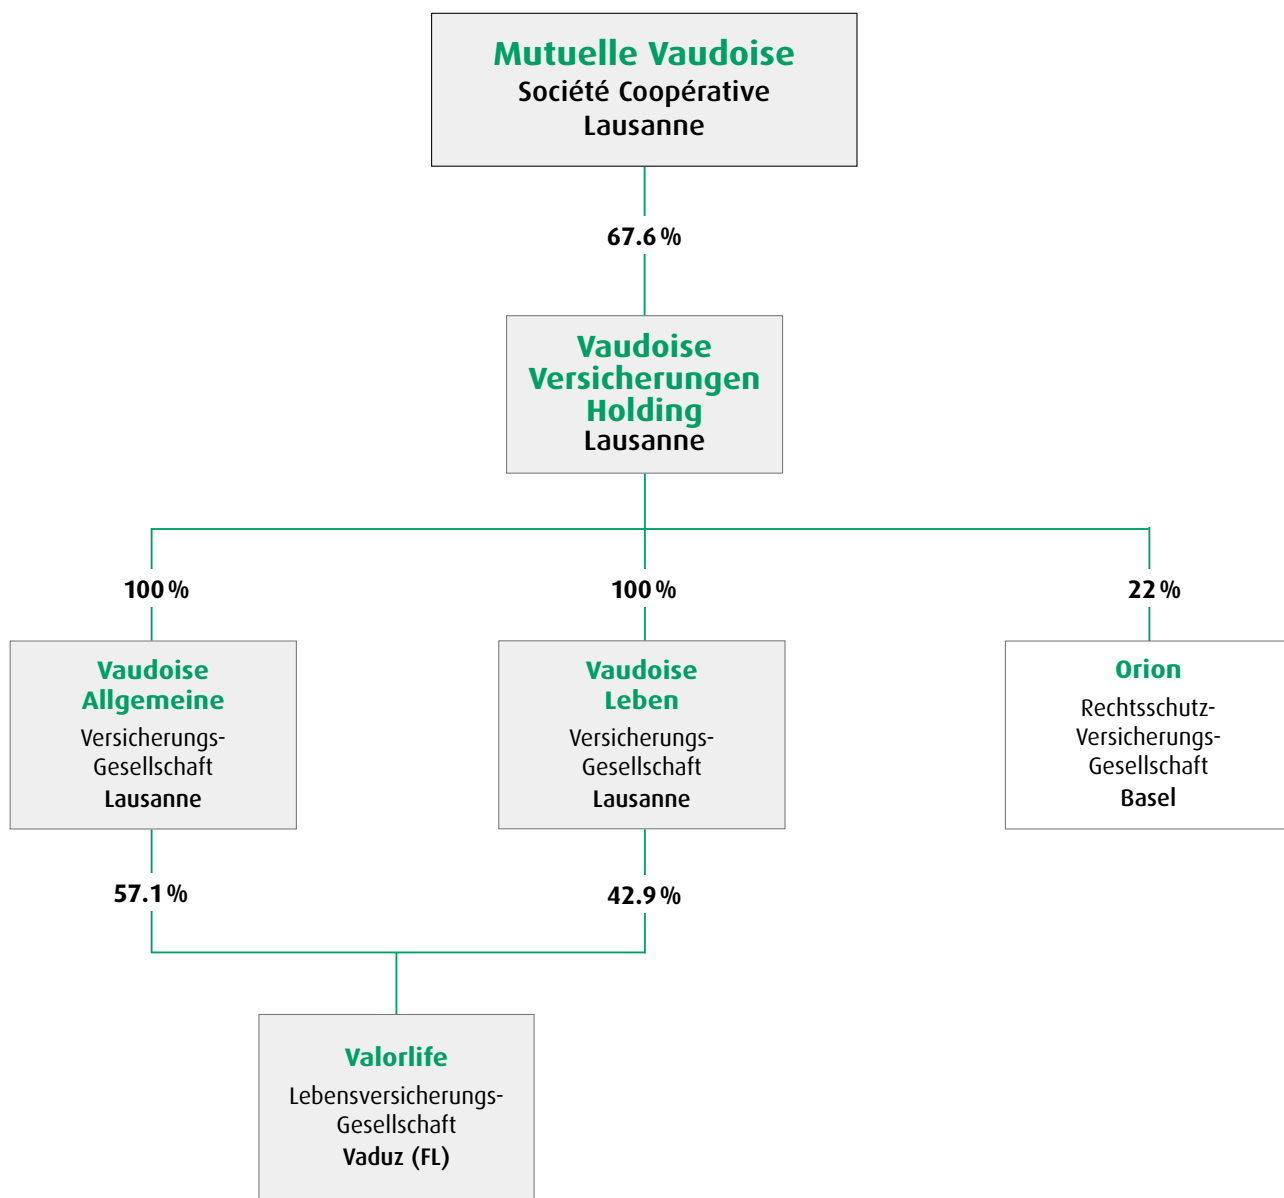 Mutuelle Vaudoise
Société Coopérative
Lausanne
67.6 %
Vaudoise
Versicherungen
Holding
Lausanne
100 %
100 %
22 %
Vaudoise
Allgemeine
Versicherungs-
Gesellschaft
Lausanne
Vaudoise
Leben
Versicherungs-
Gesellschaft
Lausanne
Orion
Rechtsschutz-
Versicherungs-
Gesellschaft
Basel
57.1 %
42.9 %
Valorlife
Lebensversicherungs-
Gesellschaft
Vaduz (FL)